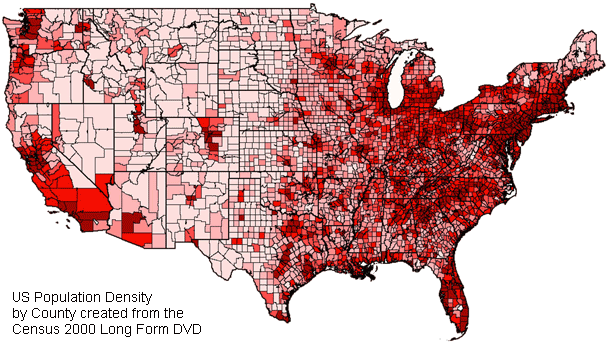 US Population Density
by County created from the
Census 2000 Long Form DVD